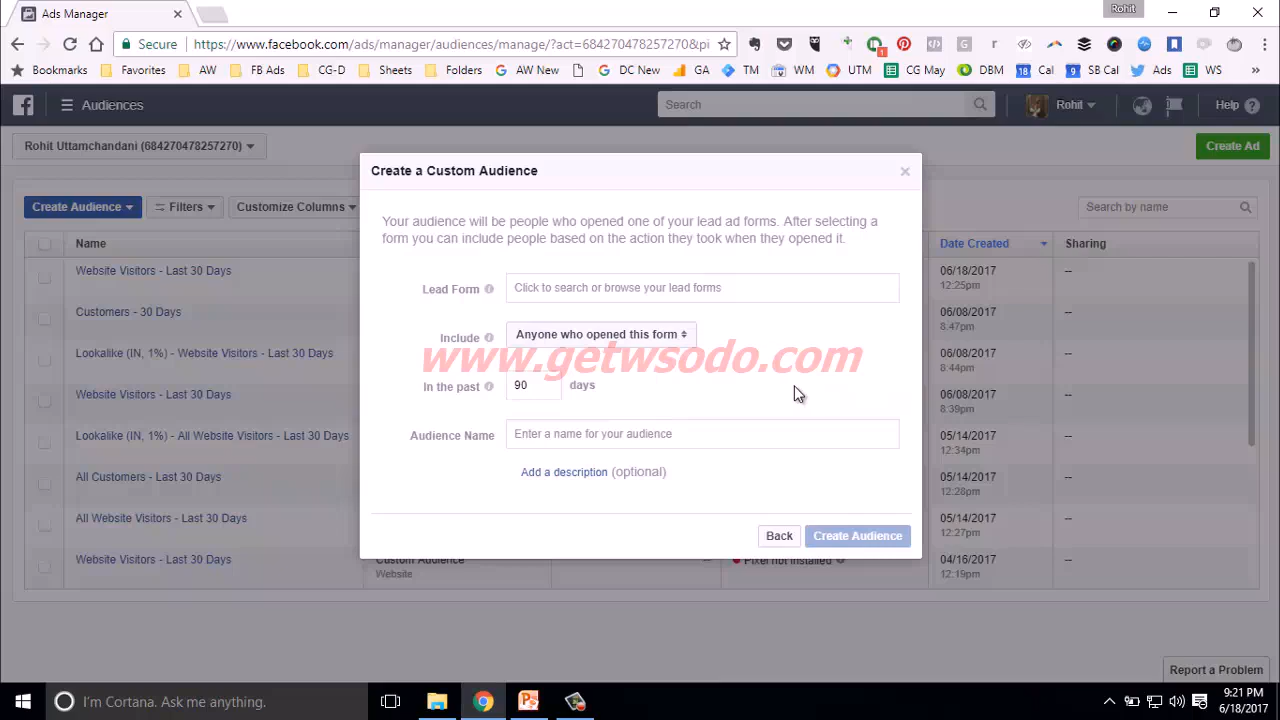 Ads Manager
Rohit
Secure https://www.facebook.com/ads/manager/audiences/manage/?act=684270478257270&pi
Bookmarks Favorites AW FB Ads CG-D Sheets Folders AW New DC New GA TM WM UTM CG May DBM Cal SB Cal Ads WS
Audiences
Search
Rohit
Help
Rohit Uttamchandani (684270478257270)
Create Ad
Create a Custom Audience
Create Audience
Filters
Customize Columns
Search by name
Your audience will be people who opened one of your lead ad forms. After selecting a
form you can include people based on the action they took when they opened it.
Name
Date Created
Sharing
Website Visitors - Last 30 Days
06/18/2017
12:25pm
--
Lead Form
Click to search or browse your lead forms
Customers - 30 Days
06/08/2017
8:47pm
--
Include
Anyone who opened this form
Lookalike (IN, 1%) - Website Visitors - Last 30 Days
06/08/2017
8:44pm
--
www.getwsodo.com
In the past
90
days
Website Visitors - Last 30 Days
06/08/2017
8:39pm
--
Audience Name
Enter a name for your audience
Lookalike (IN, 1%) - All Website Visitors - Last 30 Days
05/14/2017
12:34pm
--
Add a description (optional)
All Customers - Last 30 Days
05/14/2017
12:28pm
--
All Website Visitors - Last 30 Days
05/14/2017
12:27pm
--
Back
Create Audience
Website Visitors - Last 30 Days
Custom Audience
Website
Pixel not installed
04/16/2017
12:19pm
--
Report a Problem
I'm Cortana. Ask me anything.
9:21 PM
6/18/2017